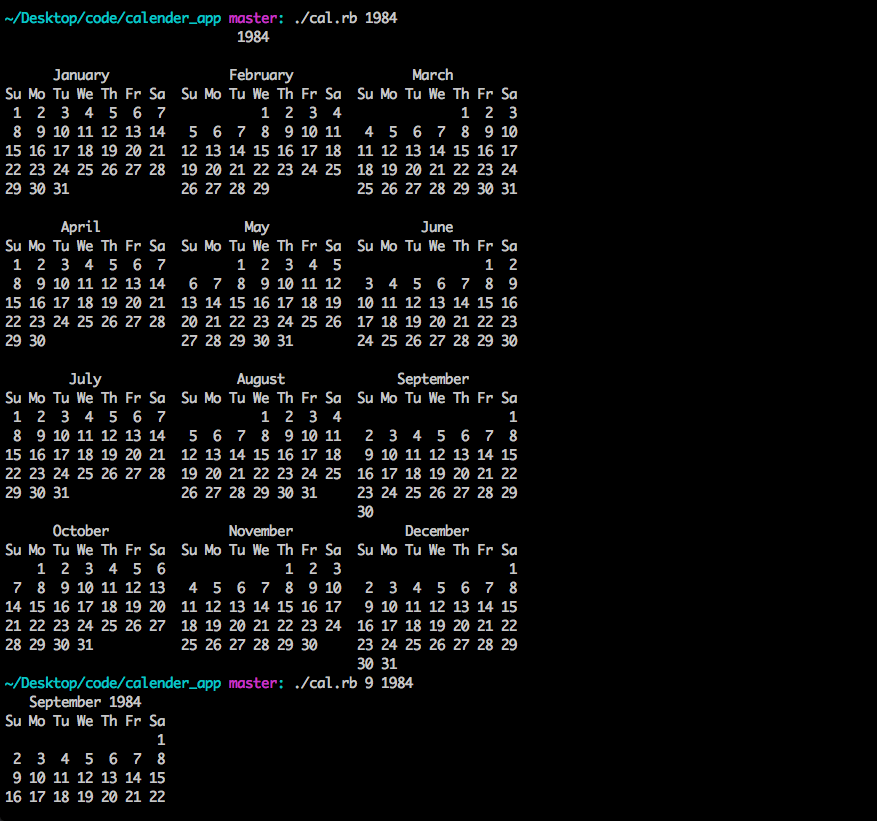 ~/Desktop/code/calender_app master: ./cal.rb 1984
                             1984

      January               February               March
Su Mo Tu We Th Fr Sa  Su Mo Tu We Th Fr Sa  Su Mo Tu We Th Fr Sa
 1  2  3  4  5  6  7            1  2  3  4               1  2  3
 8  9 10 11 12 13 14   5  6  7  8  9 10 11   4  5  6  7  8  9 10
15 16 17 18 19 20 21  12 13 14 15 16 17 18  11 12 13 14 15 16 17
22 23 24 25 26 27 28  19 20 21 22 23 24 25  18 19 20 21 22 23 24
29 30 31              26 27 28 29           25 26 27 28 29 30 31

       April                  May                   June
Su Mo Tu We Th Fr Sa  Su Mo Tu We Th Fr Sa  Su Mo Tu We Th Fr Sa
 1  2  3  4  5  6  7         1  2  3  4  5                  1  2
 8  9 10 11 12 13 14   6  7  8  9 10 11 12   3  4  5  6  7  8  9
15 16 17 18 19 20 21  13 14 15 16 17 18 19  10 11 12 13 14 15 16
22 23 24 25 26 27 28  20 21 22 23 24 25 26  17 18 19 20 21 22 23
29 30                 27 28 29 30 31        24 25 26 27 28 29 30

        July                 August              September
Su Mo Tu We Th Fr Sa  Su Mo Tu We Th Fr Sa  Su Mo Tu We Th Fr Sa
 1  2  3  4  5  6  7            1  2  3  4                     1
 8  9 10 11 12 13 14   5  6  7  8  9 10 11   2  3  4  5  6  7  8
15 16 17 18 19 20 21  12 13 14 15 16 17 18   9 10 11 12 13 14 15
22 23 24 25 26 27 28  19 20 21 22 23 24 25  16 17 18 19 20 21 22
29 30 31              26 27 28 29 30 31     23 24 25 26 27 28 29
                                            30
      October               November              December
Su Mo Tu We Th Fr Sa  Su Mo Tu We Th Fr Sa  Su Mo Tu We Th Fr Sa
    1  2  3  4  5  6               1  2  3                     1
 7  8  9 10 11 12 13   4  5  6  7  8  9 10   2  3  4  5  6  7  8
14 15 16 17 18 19 20  11 12 13 14 15 16 17   9 10 11 12 13 14 15
21 22 23 24 25 26 27  18 19 20 21 22 23 24  16 17 18 19 20 21 22
28 29 30 31           25 26 27 28 29 30     23 24 25 26 27 28 29
                                            30 31
~/Desktop/code/calender_app master: ./cal.rb 9 1984
   September 1984
Su Mo Tu We Th Fr Sa
                   1
 2  3  4  5  6  7  8
 9 10 11 12 13 14 15
16 17 18 19 20 21 22